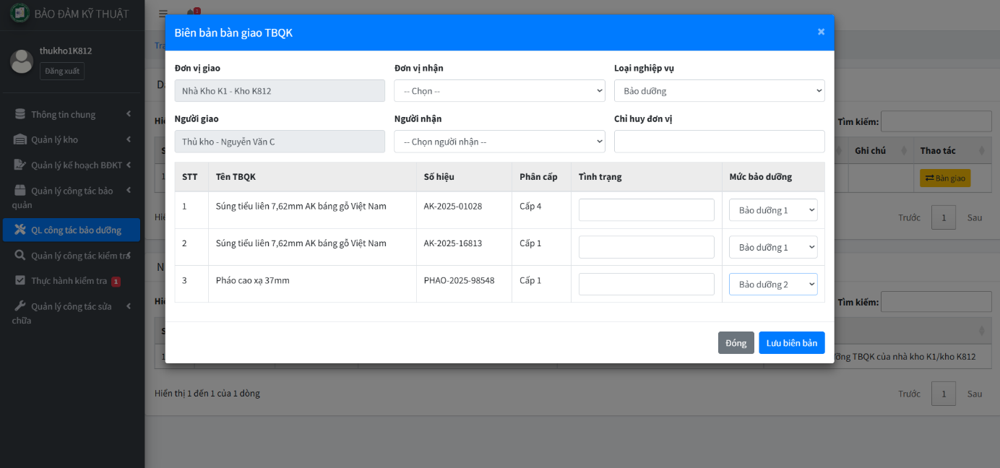 BẢO ĐẢM KỸ THUẬT
1
thukho1K812
Đăng xuất
Thông tin chung
Quản lý kho
Quản lý kế hoạch BĐKT
Quản lý công tác bảo
quản
QL công tác bảo dưỡng
Quản lý công tác kiểm tra
Thực hành kiểm tra 1
Quản lý công tác sửa
chữa
Biên bản bàn giao TBQK
×
Đơn vị giao
Đơn vị nhận
Loại nghiệp vụ
Nhà Kho K1 - Kho K812
-- Chọn --
Bảo dưỡng
Người giao
Người nhận
Chỉ huy đơn vị
Thủ kho - Nguyễn Văn C
-- Chọn người nhận --
STT Tên TBQK Số hiệu Phân cấp Tình trạng Mức bảo dưỡng
1 Súng tiểu liên 7,62mm AK báng gỗ Việt Nam AK-2025-01028 Cấp 4 Bảo dưỡng 1
2 Súng tiểu liên 7,62mm AK báng gỗ Việt Nam AK-2025-16813 Cấp 1 Bảo dưỡng 1
3 Pháo cao xạ 37mm PHAO-2025-98548 Cấp 1 Bảo dưỡng 2
Đóng
Lưu biên bản
Tìm kiếm:
Ghi chú Thao tác
Bàn giao
Trước 1 Sau
Tìm kiếm:
TBQK của nhà kho K1/kho K812
Hiển thị 1 đến 1 của 1 dòng
Trước 1 Sau